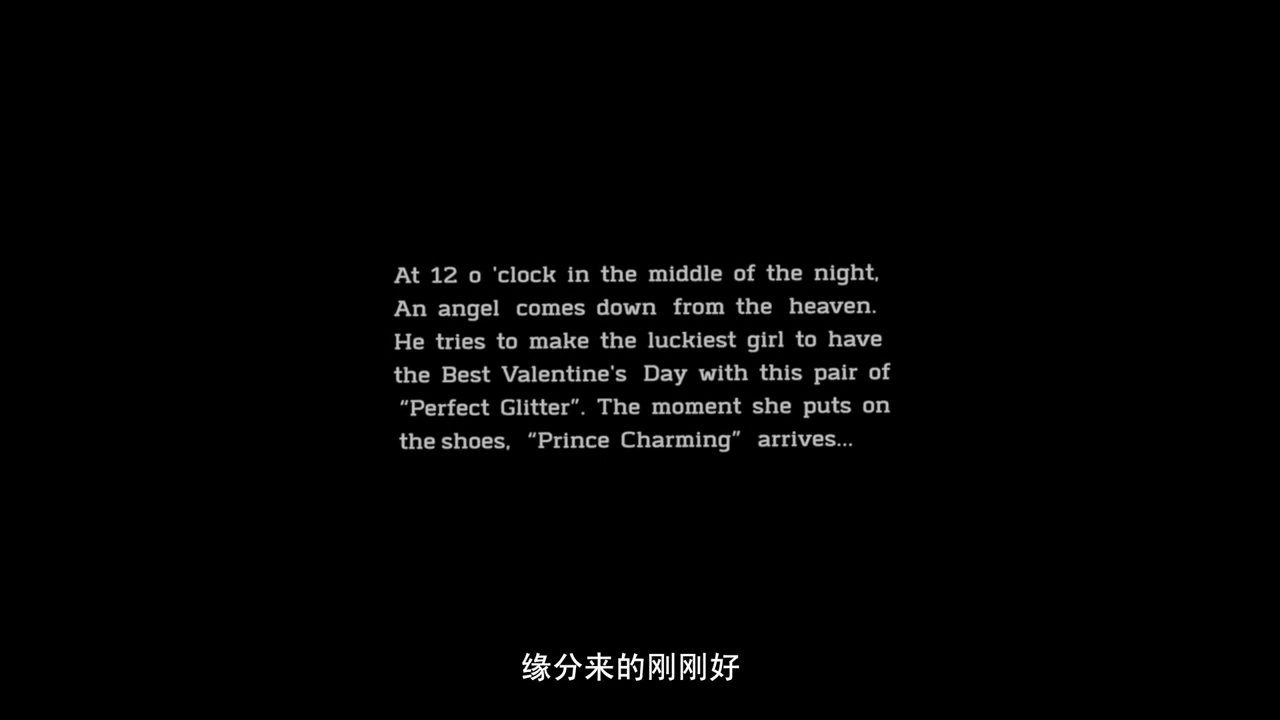 At 12 o 'clock in the middle of the night,
An angel comes down from the heaven.
He tries to make the luckiest girl to have
the Best Valentine's Day with this pair of
“Perfect Glitter”. The moment she puts on
the shoes, “Prince Charming” arrives...
缘分来的刚刚好